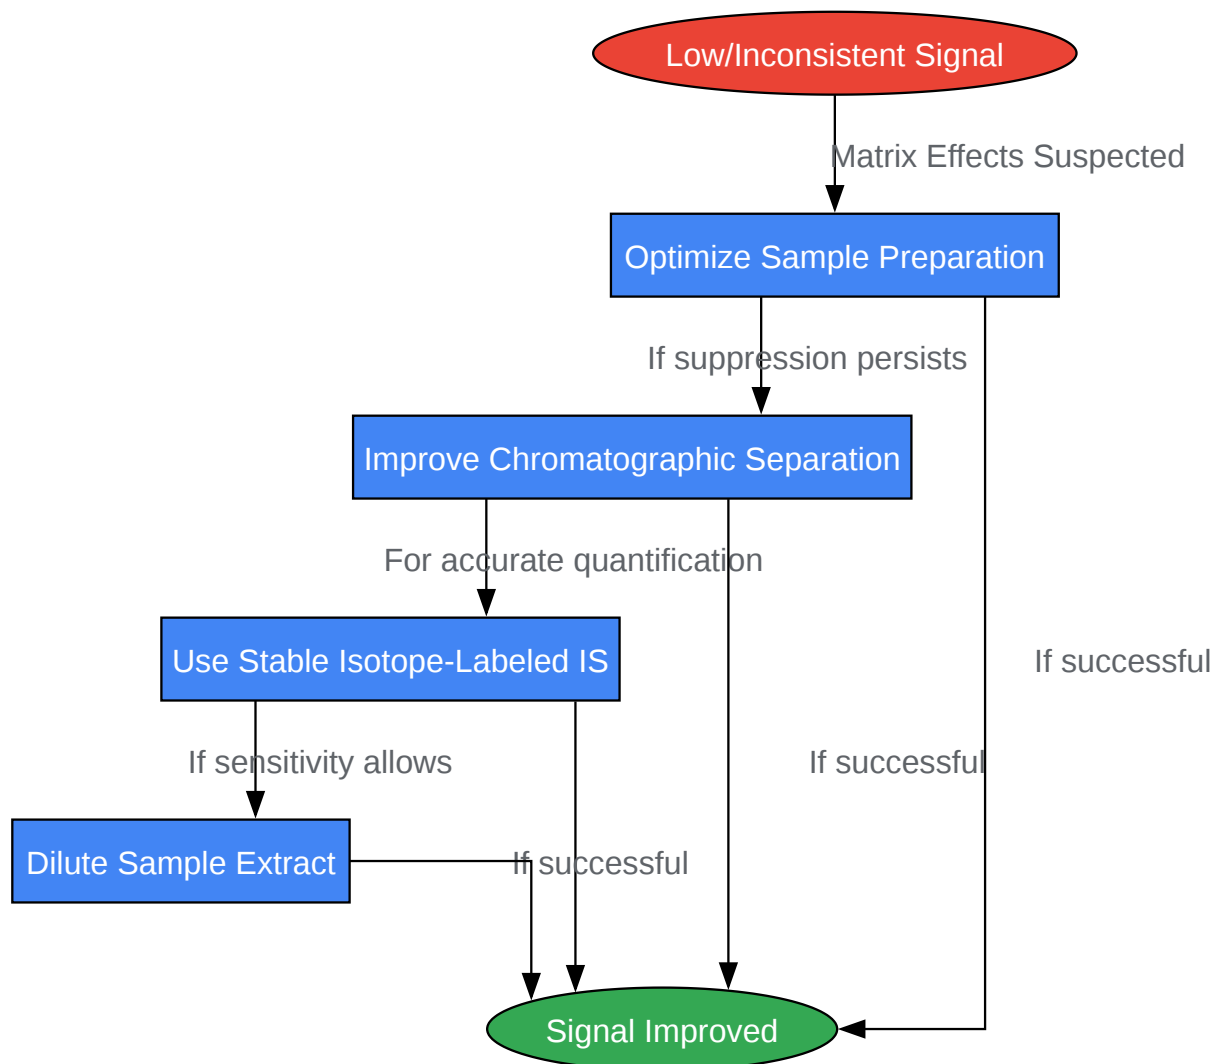 Low/Inconsistent Signal
Matrix Effects Suspected
Optimize Sample Preparation
If suppression persists
Improve Chromatographic Separation
For accurate quantification
Use Stable Isotope-Labeled IS
If successful
If sensitivity allows
If successful
Dilute Sample Extract
If successful
Signal Improved